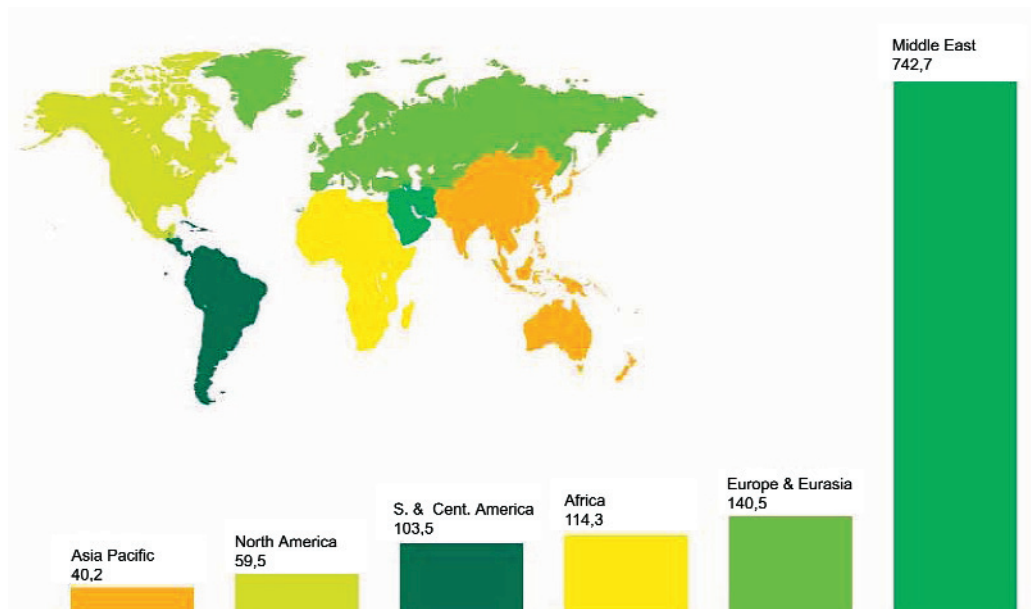 Middle East
742,7
Europe & Eurasia
140,5
Africa
114,3
S. & Cent. America
103,5
North America
59,5
Asia Pacific
40,2